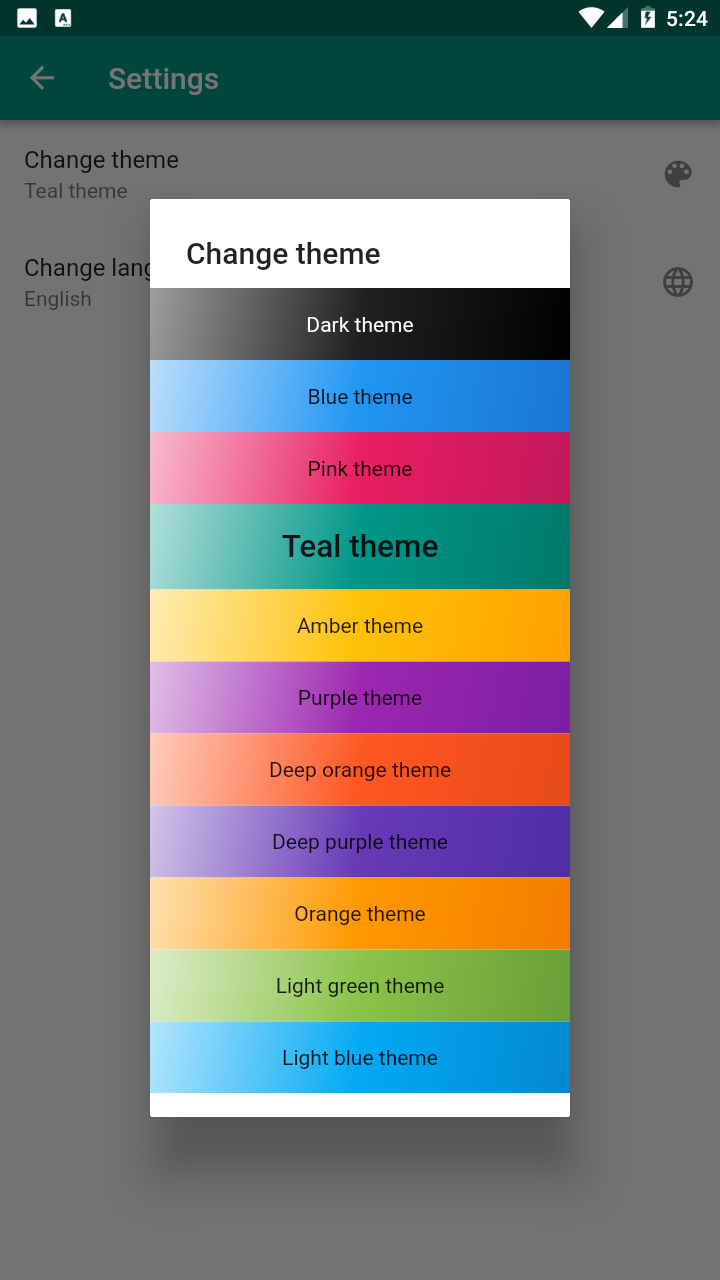 5:24
Settings
Change theme
Teal theme
Change lang
English
Change theme
Dark theme
Blue theme
Pink theme
Teal theme
Amber theme
Purple theme
Deep orange theme
Deep purple theme
Orange theme
Light green theme
Light blue theme